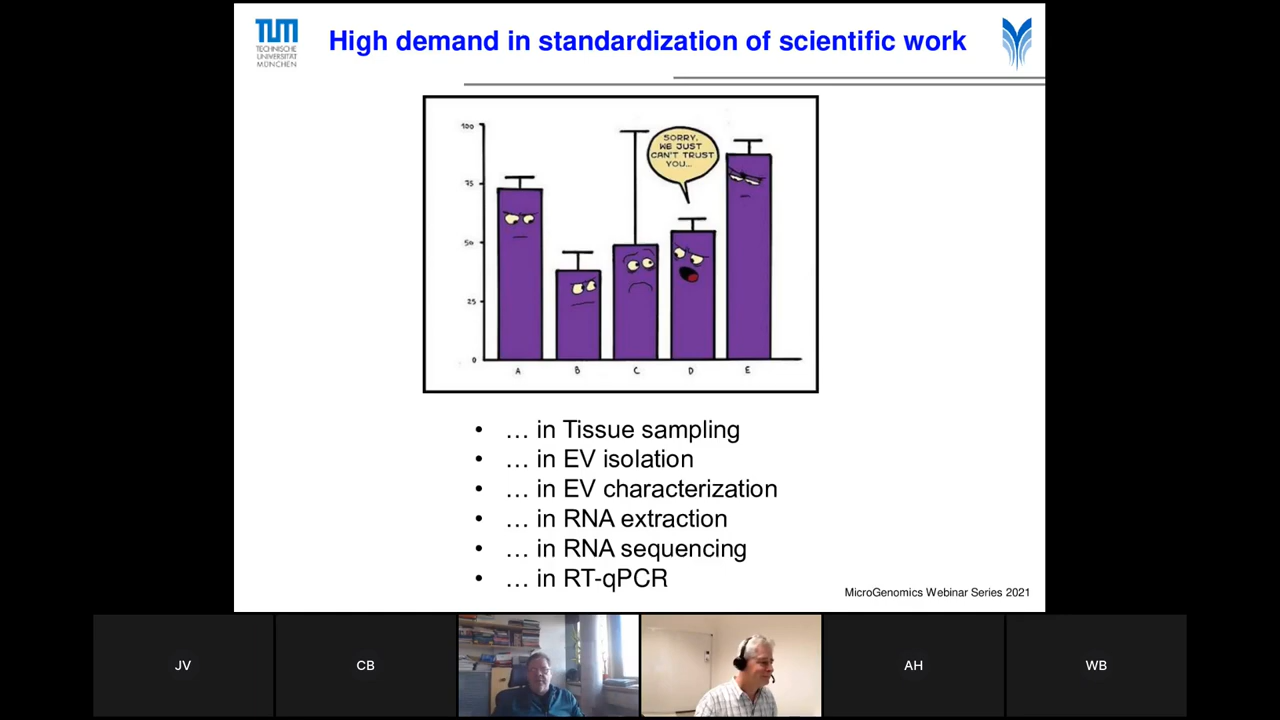 TUM
TECHNISCHE
UNIVERSITÄT
MÜNCHEN
High demand in standardization of scientific work
100
75
50
25
0
SORRY,
WE JUST
CAN'T TRUST
YOU...
A B C D E
• … in Tissue sampling
• … in EV isolation
• … in EV characterization
• … in RNA extraction
• … in RNA sequencing
• … in RT-qPCR
MicroGenomics Webinar Series 2021
JV CB AH WB